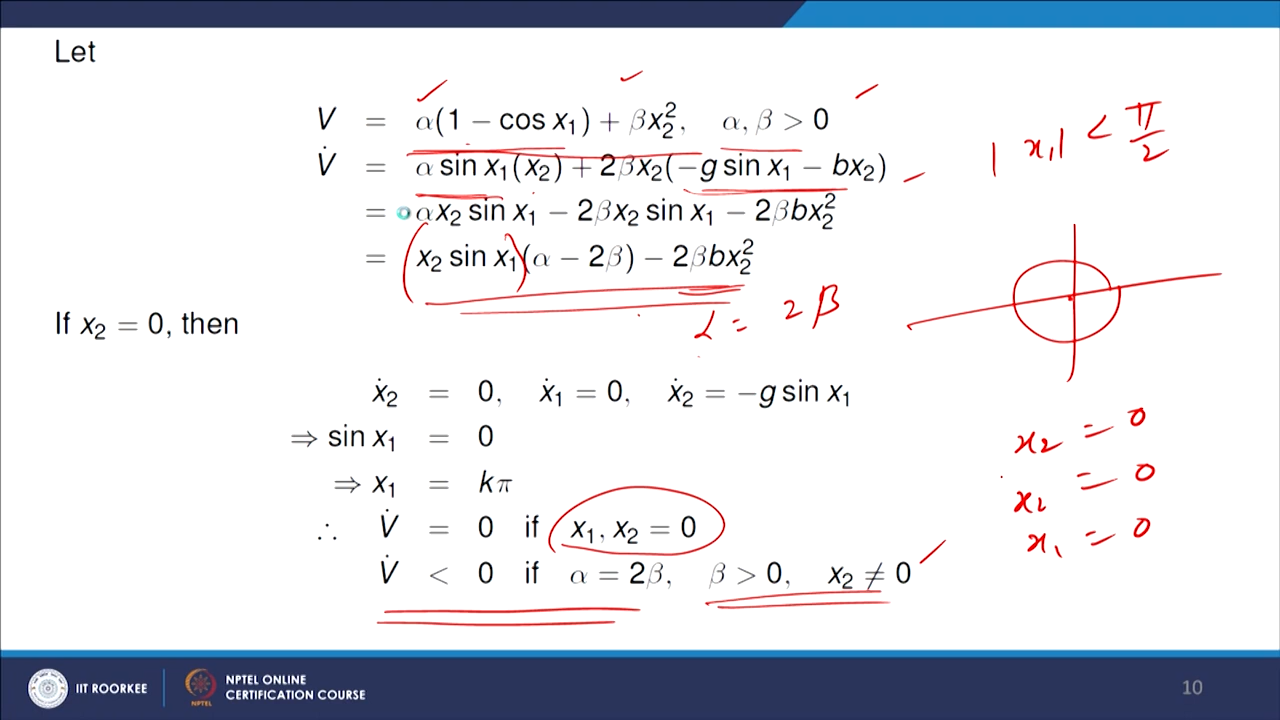 Let
V = α(1 − cos x₁) + βx₂², α, β > 0
V̇ = α sin x₁(x₂) + 2βx₂(−g sin x₁ − bx₂)
= αx₂ sin x₁ − 2βx₂ sin x₁ − 2βbx₂²
= x₂ sin x₁(α − 2β) − 2βbx₂²
|x₁| < π/2
α = 2β
If x₂ = 0, then
ẋ₂ = 0, ẋ₁ = 0, ẋ₂ = −g sin x₁
⇒ sin x₁ = 0
⇒ x₁ = kπ
∴ V̇ = 0 if x₁, x₂ = 0
V̇ < 0 if α = 2β, β > 0, x₂ ≠ 0
x₂ = 0
x₂ = 0
x₁ = 0
IIT ROORKEE
NPTEL
NPTEL ONLINE
CERTIFICATION COURSE
10